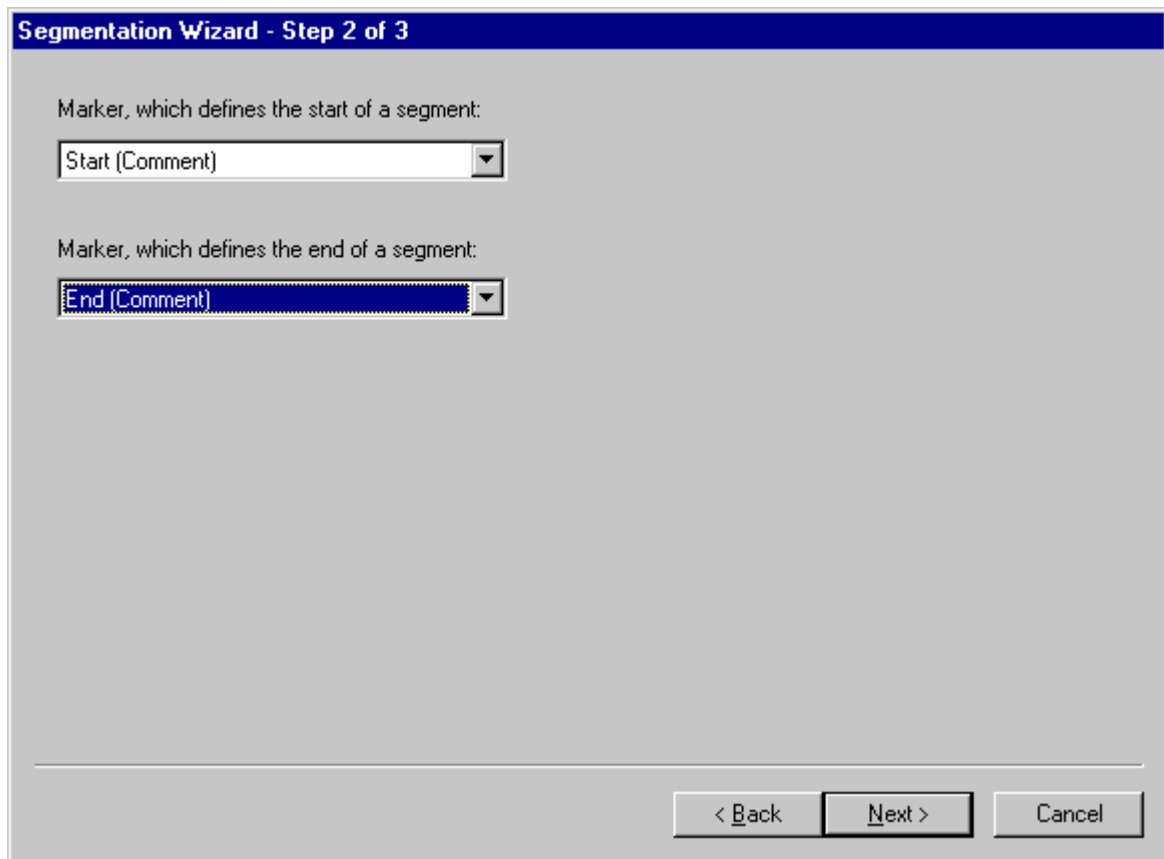 Segmentation Wizard - Step 2 of 3
Marker, which defines the start of a segment:
Start (Comment)
Marker, which defines the end of a segment:
End (Comment)
< Back Next > Cancel